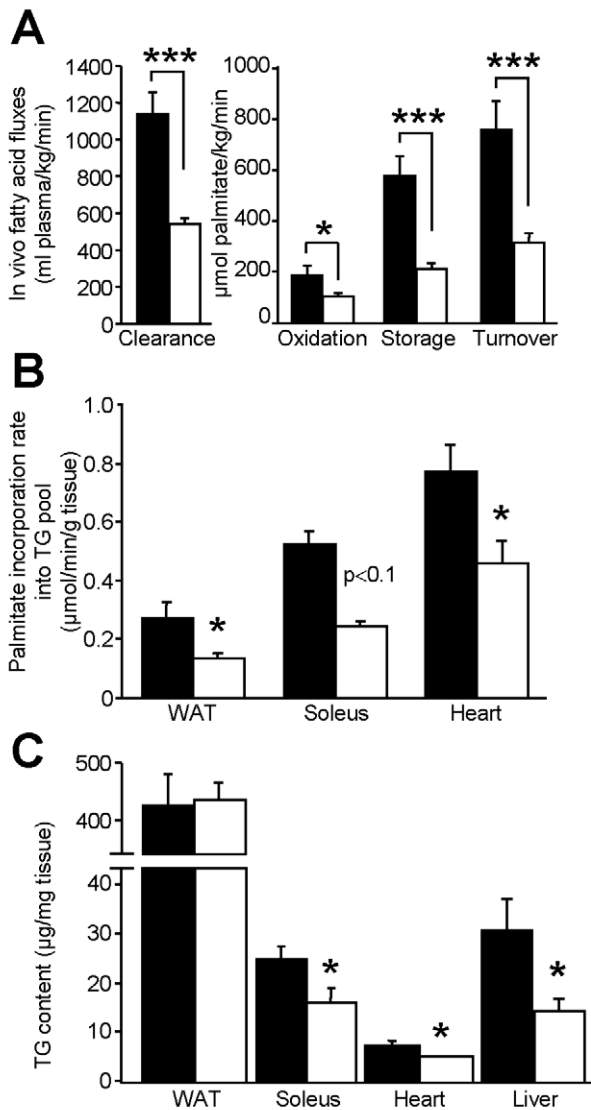 A
In vivo fatty acid fluxes
(ml plasma/kg/min)
1400
1200
1000
800
600
400
200
0
***
Clearance
µmol palmitate/kg/min
1000
800
600
400
200
0
*
***
***
Oxidation Storage Turnover
B
Palmitate incorporation rate
into TG pool
(µmol/min/g tissue)
1.0
0.8
0.6
0.4
0.2
0
*
p<0.1
*
WAT Soleus Heart
C
TG content (µg/mg tissue)
500
400
40
30
20
10
0
*
*
*
WAT Soleus Heart Liver